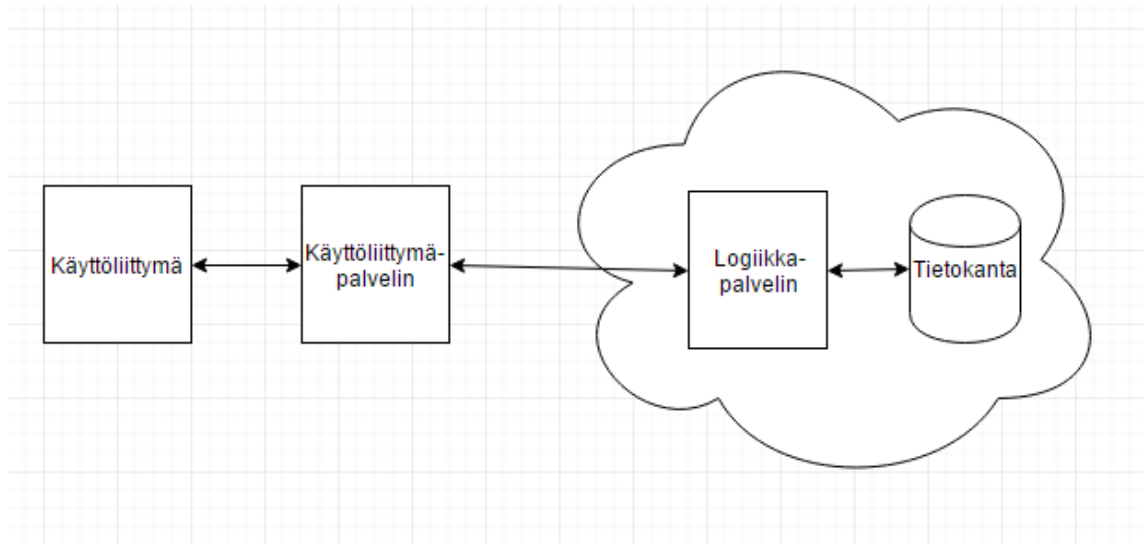 Käyttöliittymä
Käyttöliittymä-
palvelin
Logiikka-
palvelin
Tietokanta